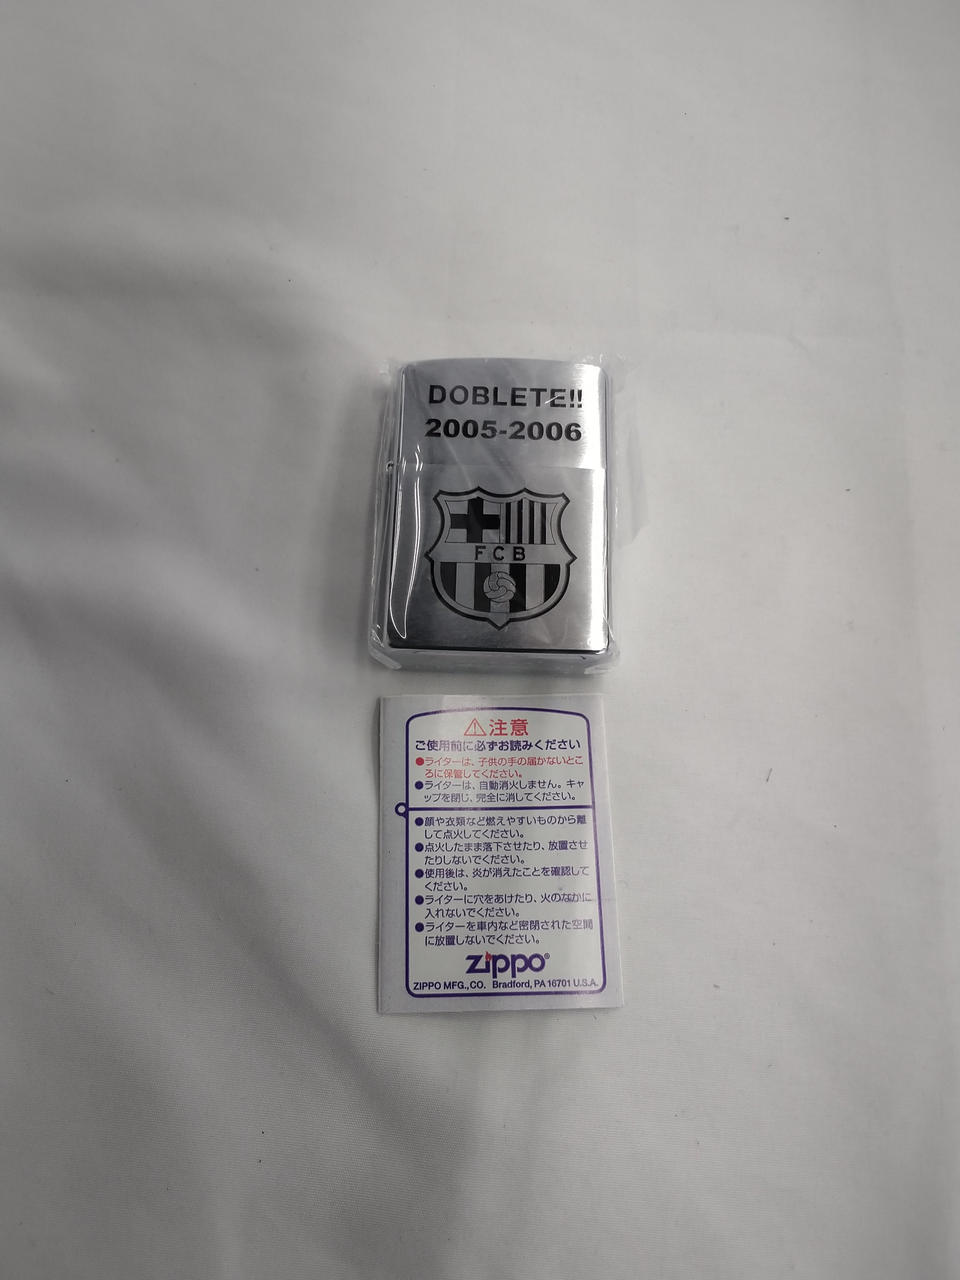 DOBLETE!!
2005-2006
FCB
⚠注意
ご使用前に必ずお読みください
●ライターは、子供の手の届かないとこ
ろに保管してください。
●ライターは、自動消火しません。キャ
ップを閉じ、完全に消してください。
●顔や衣類など燃えやすいものから離
して点火してください。
●点火したまま落下させたり、放置させ
たりしないでください。
●使用後は、炎が消えたことを確認して
ください。
●ライターに穴をあけたり、火のなかに
入れないでください。
●ライターを車内など密閉された空間
に放置しないでください。
zippo®
ZIPPO MFG.,CO. Bradford, PA 16701 U.S.A.